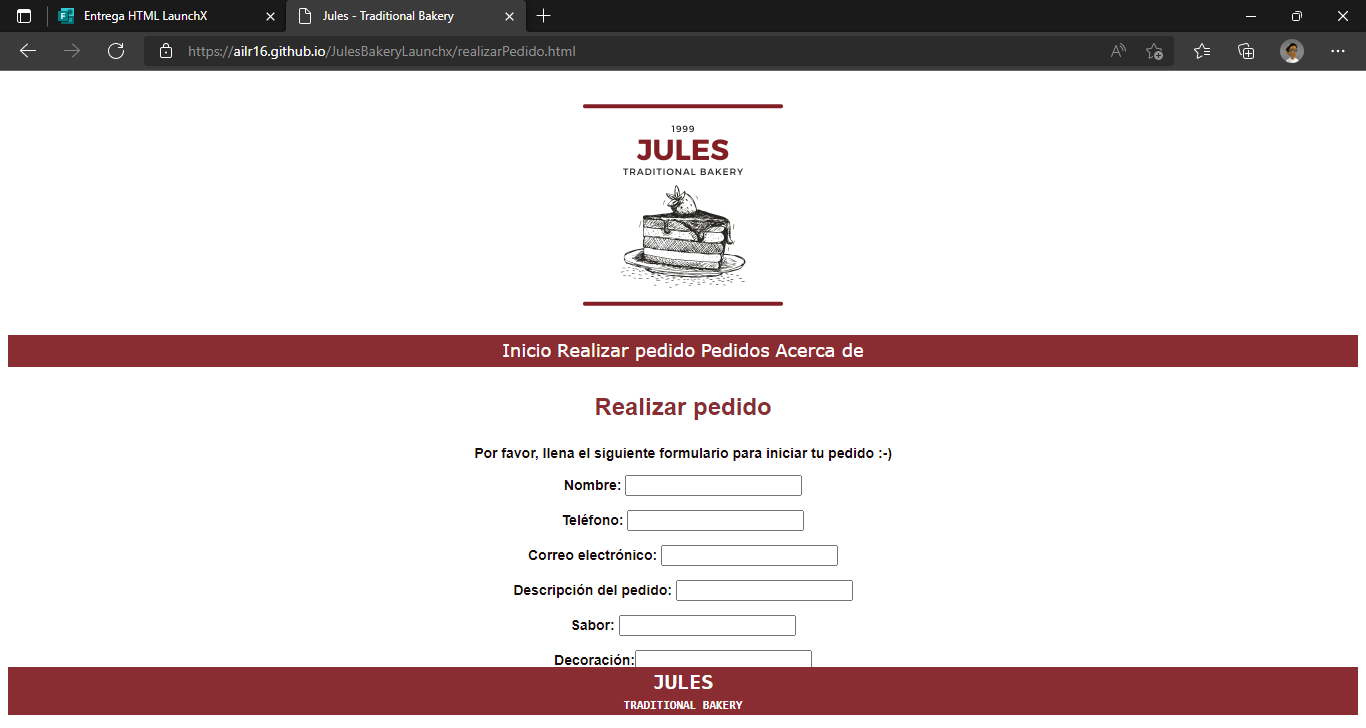 Entrega HTML LaunchX
Jules - Traditional Bakery
https://ailr16.github.io/JulesBakeryLaunchx/realizarPedido.html
1999
JULES
TRADITIONAL BAKERY
Inicio Realizar pedido Pedidos Acerca de
Realizar pedido
Por favor, llena el siguiente formulario para iniciar tu pedido :-)
Nombre:
Teléfono:
Correo electrónico:
Descripción del pedido:
Sabor:
Decoración:
JULES
TRADITIONAL BAKERY